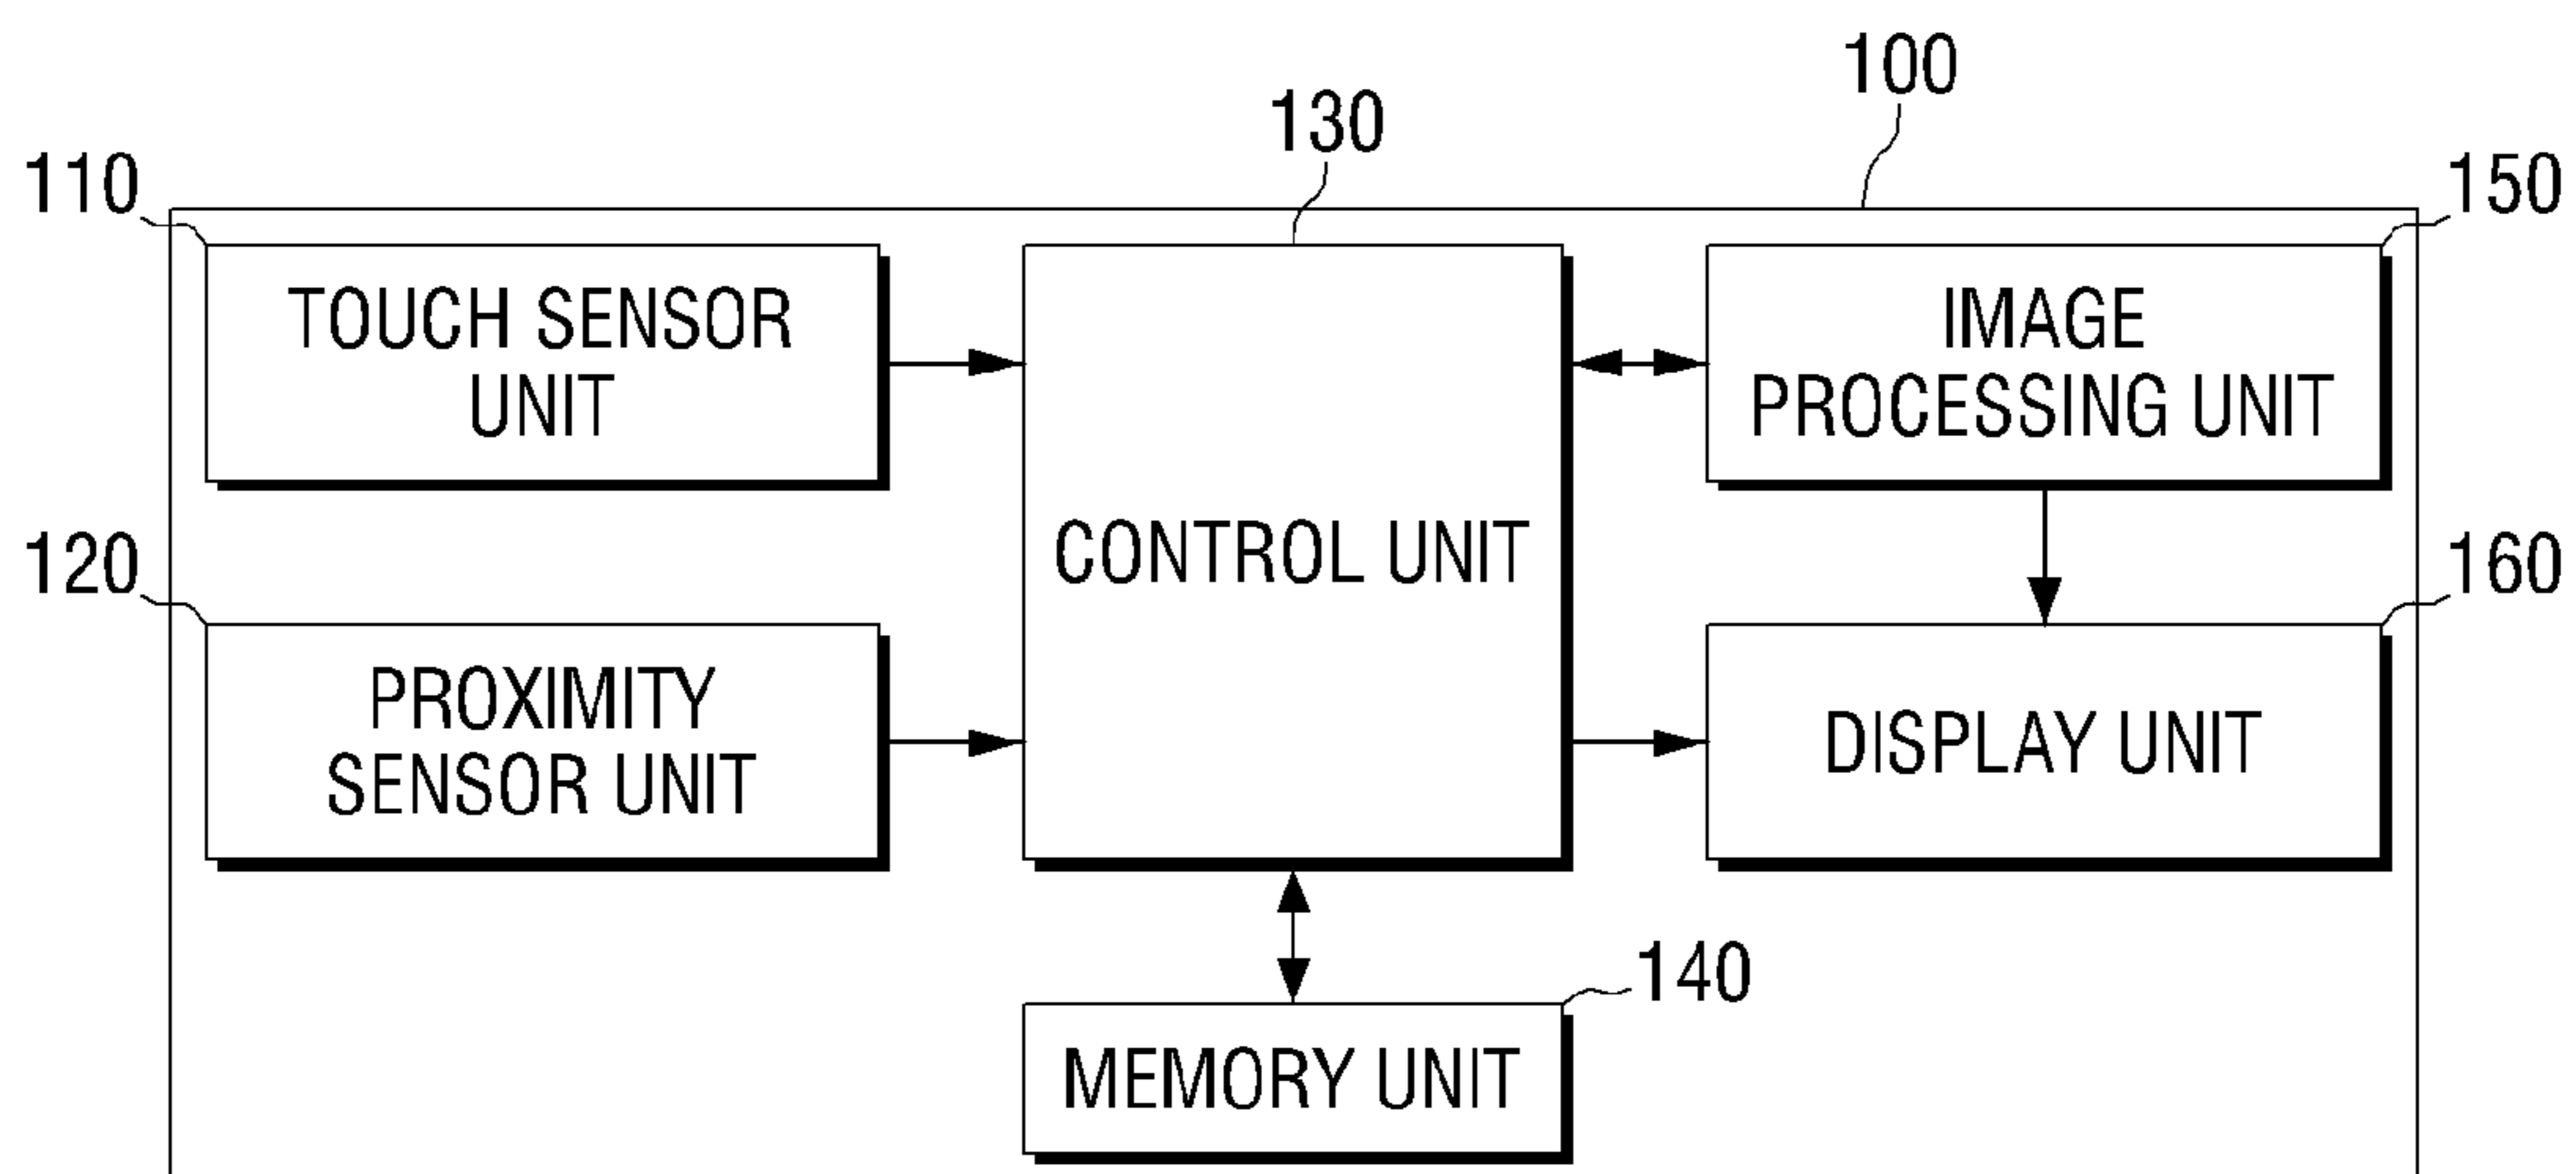 100
130
110
150
TOUCH SENSOR
UNIT
IMAGE
PROCESSING UNIT
CONTROL UNIT
120
160
PROXIMITY
SENSOR UNIT
DISPLAY UNIT
140
MEMORY UNIT